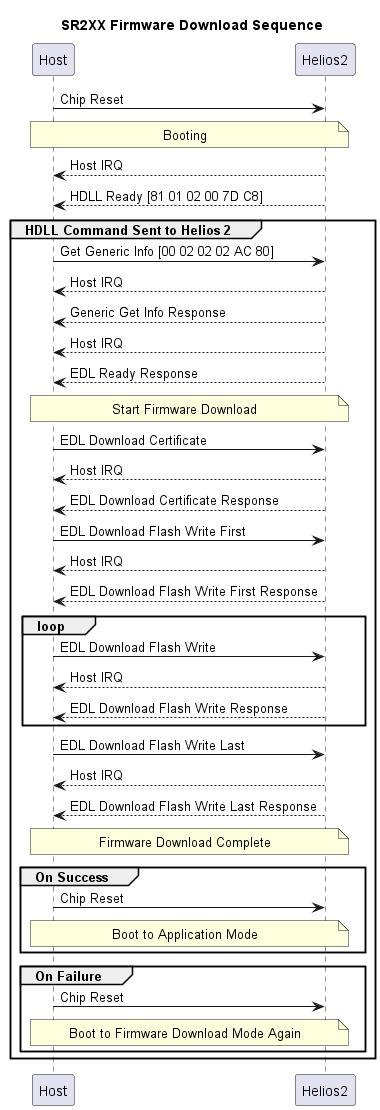 SR2XX Firmware Download Sequence
Host Helios2
Chip Reset
Booting
Host IRQ
HDLL Ready [81 01 02 00 7D C8]
HDLL Command Sent to Helios 2
Get Generic Info [00 02 02 02 AC 80]
Host IRQ
Generic Get Info Response
Host IRQ
EDL Ready Response
Start Firmware Download
EDL Download Certificate
Host IRQ
EDL Download Certificate Response
EDL Download Flash Write First
Host IRQ
EDL Download Flash Write First Response
loop
EDL Download Flash Write
Host IRQ
EDL Download Flash Write Response
EDL Download Flash Write Last
Host IRQ
EDL Download Flash Write Last Response
Firmware Download Complete
On Success
Chip Reset
Boot to Application Mode
On Failure
Chip Reset
Boot to Firmware Download Mode Again
Host Helios2